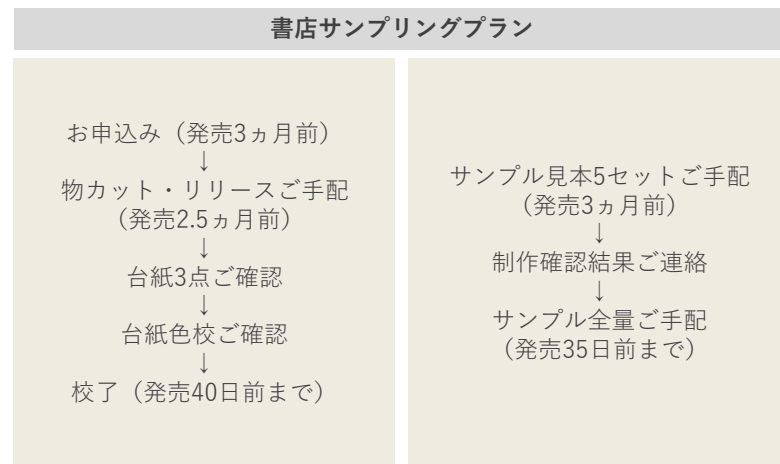 書店サンプリングプラン
お申込み（発売3ヵ月前）
↓
物カット・リリースご手配
（発売2.5ヵ月前）
↓
台紙3点ご確認
↓
台紙色校ご確認
↓
校了（発売40日前まで）
サンプル見本5セットご手配
（発売3ヵ月前）
↓
制作確認結果ご連絡
↓
サンプル全量ご手配
（発売35日前まで）